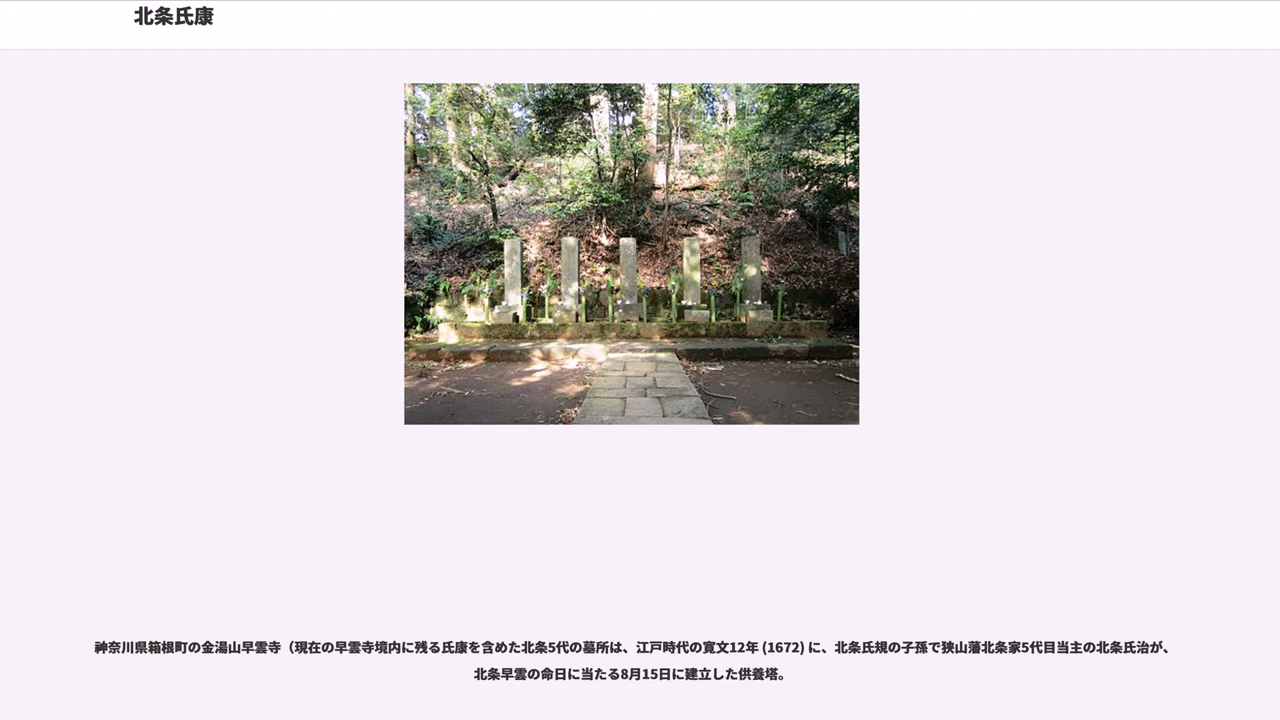 北条氏康
神奈川県箱根町の金湯山早雲寺（現在の早雲寺境内に残る氏康を含めた北条5代の墓所は、江戸時代の寛文12年 (1672) に、北条氏規の子孫で狭山藩北条家5代目当主の北条氏治が、
北条早雲の命日に当たる8月15日に建立した供養塔。